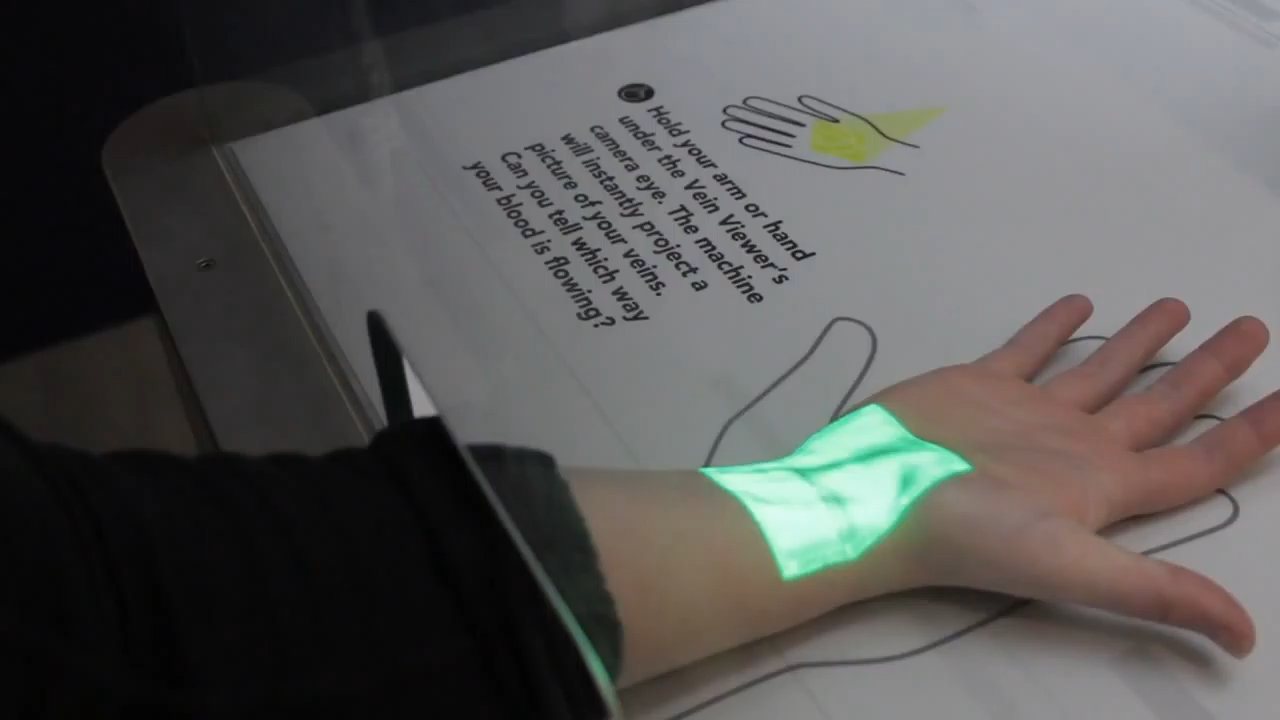 Hold your arm or hand
under the Vein Viewer's
camera eye. The machine
will instantly project a
picture of your veins.
Can you tell which way
your blood is flowing?